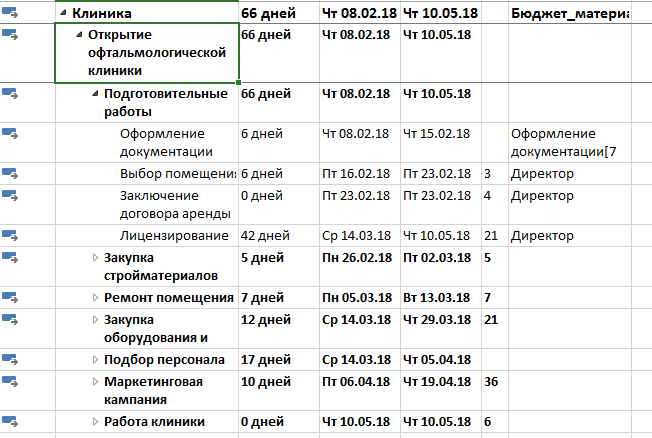 Клиника 66 дней Чт 08.02.18 Чт 10.05.18 Бюджет_материа
Открытие 66 дней Чт 08.02.18 Чт 10.05.18
офтальмологической
клиники
Подготовительные 66 дней Чт 08.02.18 Чт 10.05.18
работы
Оформление 6 дней Чт 08.02.18 Чт 15.02.18 Оформление
документации документации[7
Выбор помещени 6 дней Пт 16.02.18 Пт 23.02.18 3 Директор
Заключение 0 дней Пт 23.02.18 Пт 23.02.18 4 Директор
договора аренды
Лицензирование 42 дней Ср 14.03.18 Чт 10.05.18 21 Директор
Закупка 5 дней Пн 26.02.18 Пт 02.03.18 5
стройматериалов
Ремонт помещения 7 дней Пн 05.03.18 Вт 13.03.18 7
Закупка 12 дней Ср 14.03.18 Чт 29.03.18 21
оборудования и
Подбор персонала 17 дней Ср 14.03.18 Чт 05.04.18
Маркетинговая 10 дней Пт 06.04.18 Чт 19.04.18 36
кампания
Работа клиники 0 дней Чт 10.05.18 Чт 10.05.18 6